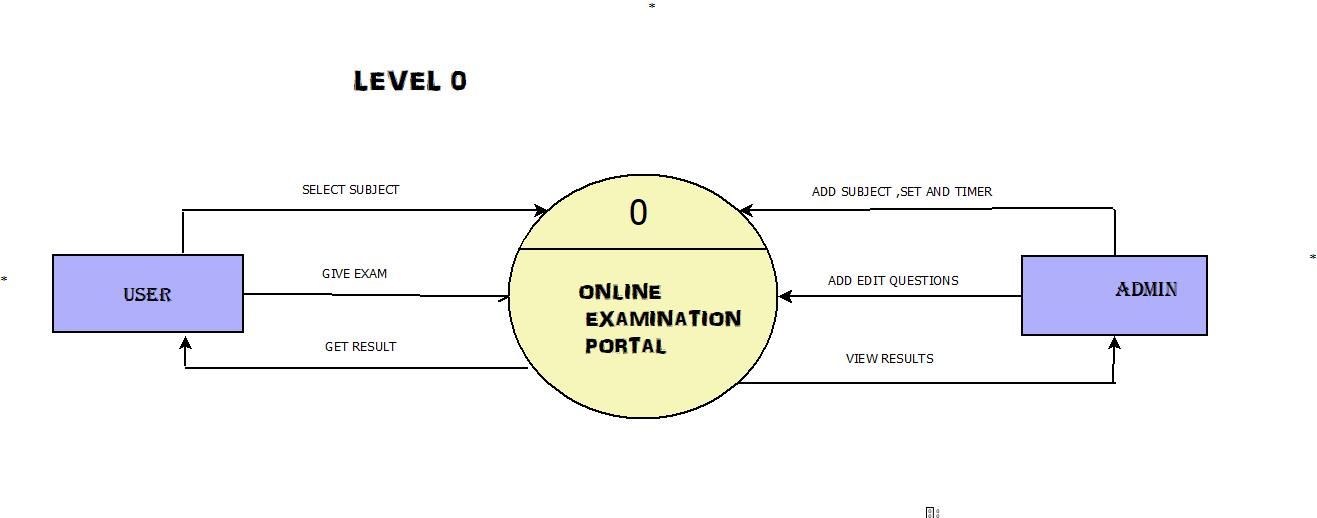 *
LEVEL 0
SELECT SUBJECT
ADD SUBJECT ,SET AND TIMER
0
GIVE EXAM
ADD EDIT QUESTIONS
*
*
USER
ONLINE
EXAMINATION
PORTAL
ADMIN
GET RESULT
VIEW RESULTS